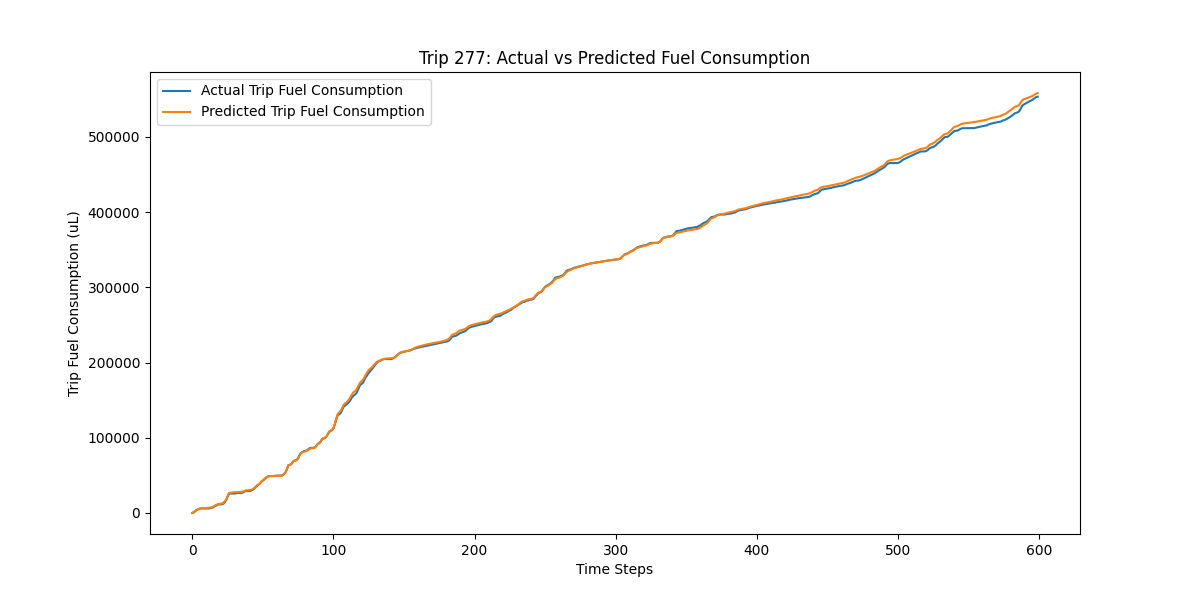 Trip 277: Actual vs Predicted Fuel Consumption
Actual Trip Fuel Consumption
Predicted Trip Fuel Consumption
Trip Fuel Consumption (uL)
500000
400000
300000
200000
100000
0
0 100 200 300 400 500 600
Time Steps